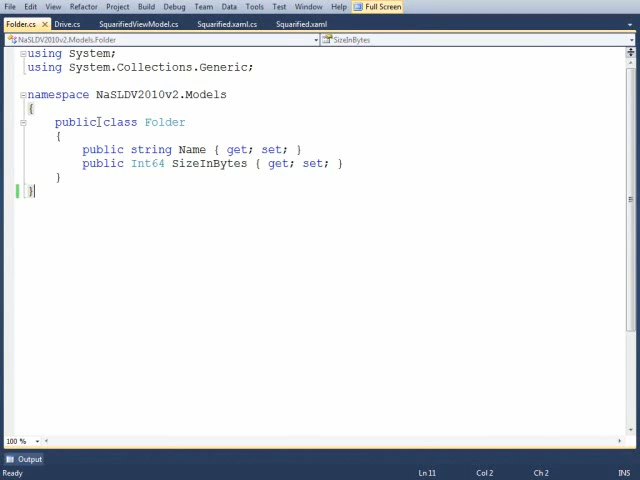 File Edit View Refactor Project Build Debug Team Data Tools Test Window Help Full Screen
Folder.cs Drive.cs SquarifiedViewModel.cs Squarified.xaml.cs Squarified.xaml
NaSLDV2010v2.Models.Folder SizeInBytes
using System;
using System.Collections.Generic;
namespace NaSLDV2010v2.Models
{
public class Folder
{
public string Name { get; set; }
public Int64 SizeInBytes { get; set; }
}
}
100 %
Output
Ready Ln 11 Col 2 Ch 2 INS